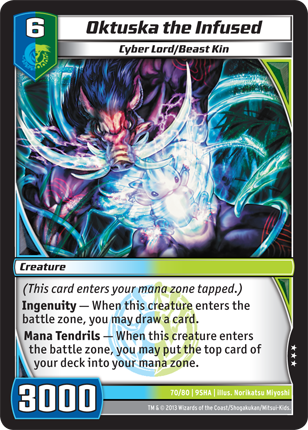 6
Oktuska the Infused
Cyber Lord/Beast Kin
Creature
(This card enters your mana zone tapped.)
Ingenuity — When this creature enters the
battle zone, you may draw a card.
Mana Tendrils — When this creature enters
the battle zone, you may put the top card of
your deck into your mana zone.
3000
70/80 | 9SHA | illus. Norikatsu Miyoshi
TM & © 2013 Wizards of the Coast/Shogakukan/Mitsui-Kids.